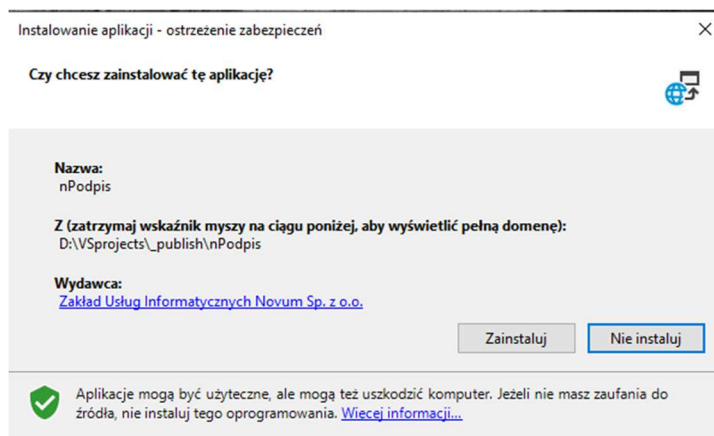 Instalowanie aplikacji - ostrzeżenie zabezpieczeń
Czy chcesz zainstalować tę aplikację?
Nazwa:
nPodpis
Z (zatrzymaj wskaźnik myszy na ciągu poniżej, aby wyświetlić pełną domenę):
D:\VSprojects\_publish\nPodpis
Wydawca:
Zakład Usług Informatycznych Novum Sp. z o.o.
Zainstaluj
Nie instaluj
Aplikacje mogą być użyteczne, ale mogą też uszkodzić komputer. Jeżeli nie masz zaufania do
źródła, nie instaluj tego oprogramowania. Więcej informacji...